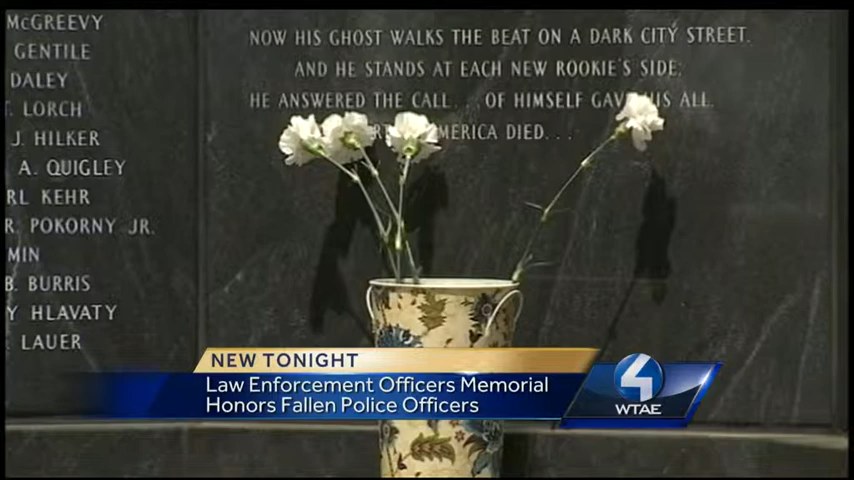 McGREEVY
GENTILE
DALEY
LORCH
J. HILKER
A. QUIGLEY
RL KEHR
R. POKORNY JR.
MIN
B. BURRIS
Y HLAVATY
LAUER
NOW HIS GHOST WALKS THE BEAT ON A DARK CITY STREET.
AND HE STANDS AT EACH NEW ROOKIE'S SIDE;
HE ANSWERED THE CALL. . . OF HIMSELF GAVE HIS ALL.
MERICA DIED. . .
NEW TONIGHT
Law Enforcement Officers Memorial
Honors Fallen Police Officers
4
WTAE